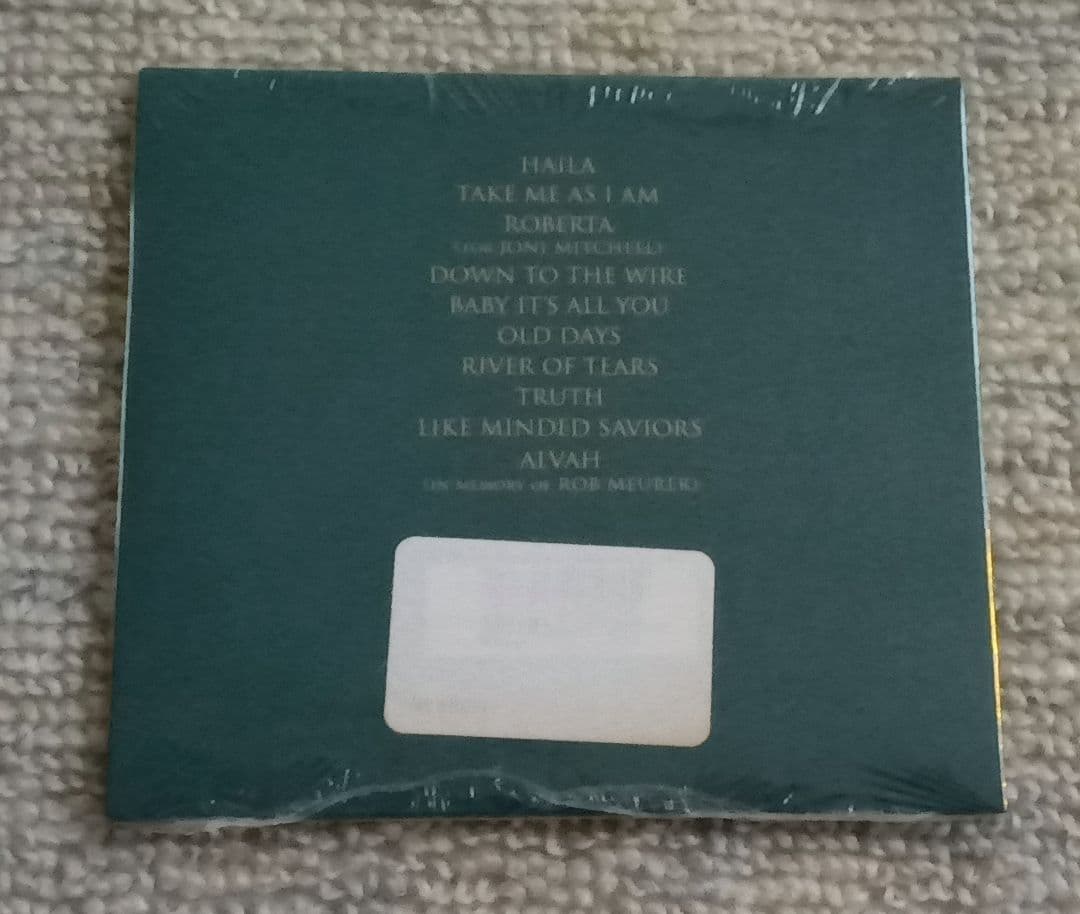 HAILA
TAKE ME AS I AM
ROBERTA
(FOR JONI MITCHELL)
DOWN TO THE WIRE
BABY IT'S ALL YOU
OLD DAYS
RIVER OF TEARS
TRUTH
LIKE MINDED SAVIORS
AIVAH
(IN MEMORY OF ROB MEURER)